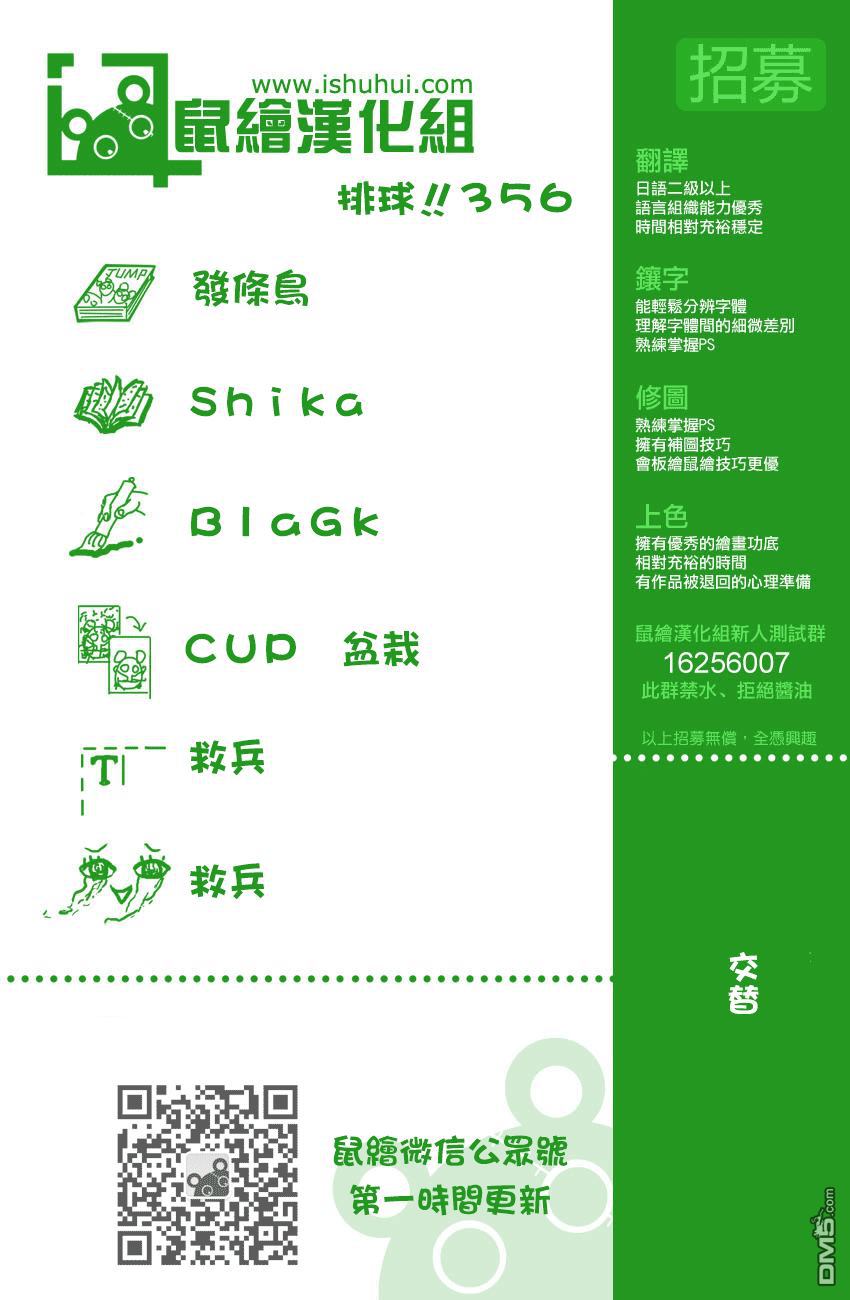 www.ishuhui.com
鼠繪漢化組
排球!!356
JUMP
發條鳥
Shika
BlaGk
CUP 盆栽
T
救兵
救兵
鼠繪微信公眾號
第一時間更新
招募
翻譯
日語二級以上
語言組織能力優秀
時間相對充裕穩定
鑲字
能輕鬆分辨字體
理解字體間的細微差別
熟練掌握PS
修圖
熟練掌握PS
擁有補圖技巧
會板繪鼠繪技巧更優
上色
擁有優秀的繪畫功底
相對充裕的時間
有作品被退回的心理準備
鼠繪漢化組新人測試群
16256007
此群禁水、拒絕醬油
以上招募無償，全憑興趣
交替
DM5.com